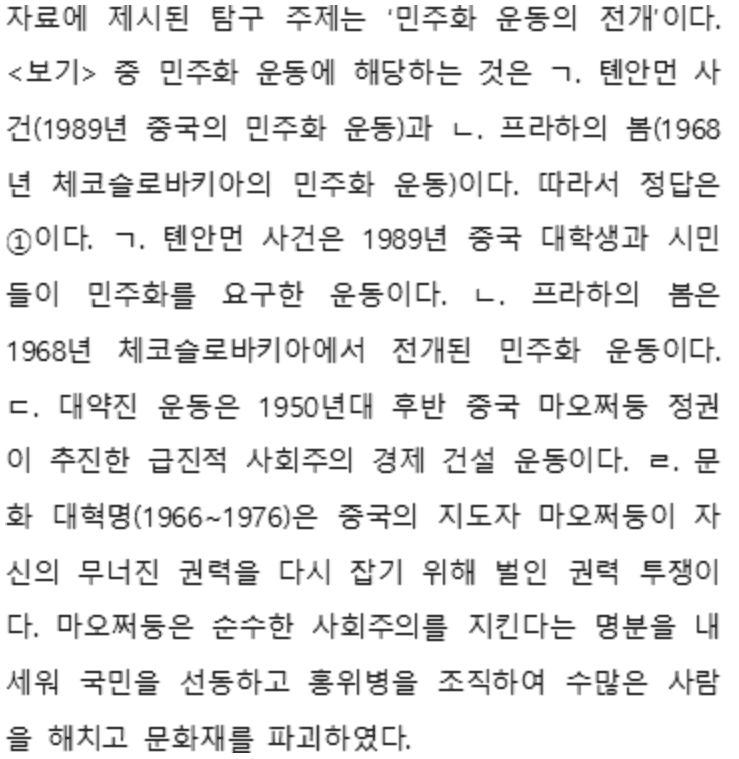 자료에 제시된 탐구 주제는 '민주화 운동의 전개'이다.
<보기> 중 민주화 운동에 해당하는 것은 ㄱ. 톈안먼 사
건(1989년 중국의 민주화 운동)과 ㄴ. 프라하의 봄(1968
년 체코슬로바키아의 민주화 운동)이다. 따라서 정답은
①이다. ㄱ. 톈안먼 사건은 1989년 중국 대학생과 시민
들이 민주화를 요구한 운동이다. ㄴ. 프라하의 봄은
1968년 체코슬로바키아에서 전개된 민주화 운동이다.
ㄷ. 대약진 운동은 1950년대 후반 중국 마오쩌둥 정권
이 추진한 급진적 사회주의 경제 건설 운동이다. ㄹ. 문
화 대혁명(1966~1976)은 중국의 지도자 마오쩌둥이 자
신의 무너진 권력을 다시 잡기 위해 벌인 권력 투쟁이
다. 마오쩌둥은 순수한 사회주의를 지킨다는 명분을 내
세워 국민을 선동하고 홍위병을 조직하여 수많은 사람
을 해치고 문화재를 파괴하였다.